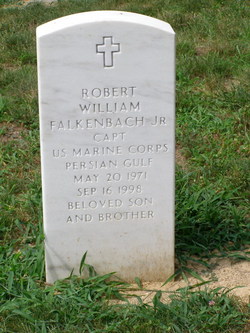 ROBERT
WILLIAM
FALKENBACH JR
CAPT
US MARINE CORPS
PERSIAN GULF
MAY 20 1971
SEP 16 1998
BELOVED SON
AND BROTHER